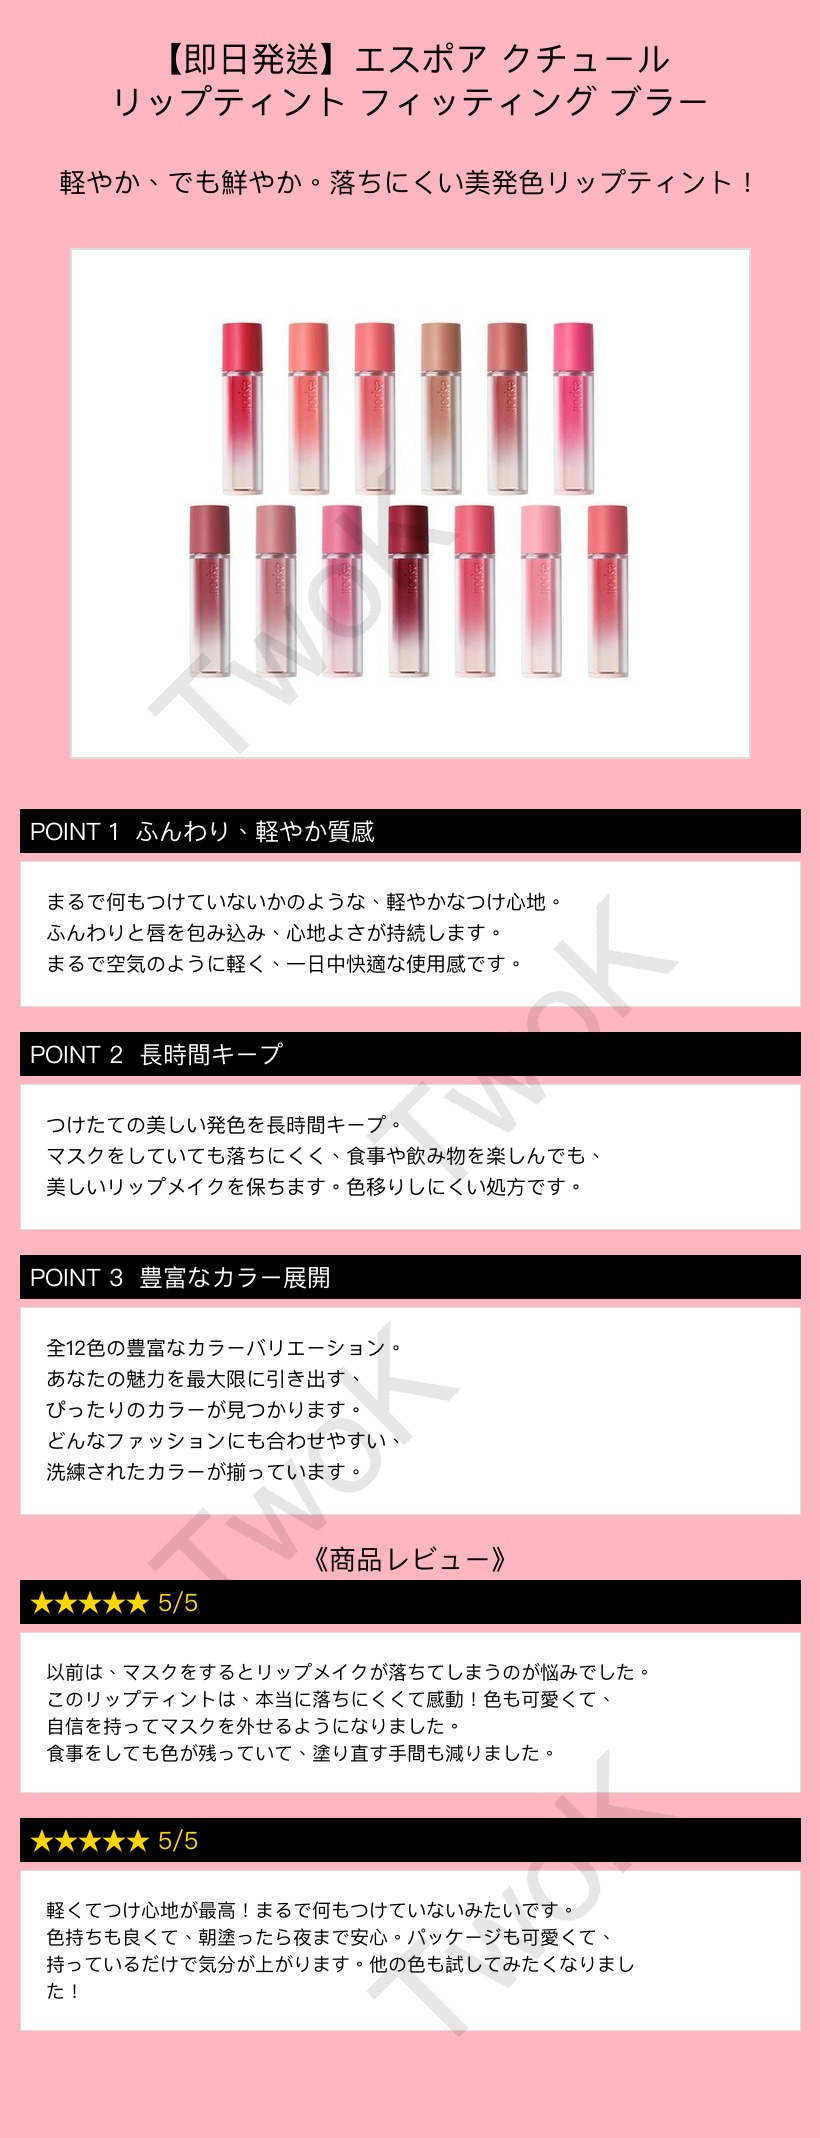 【即日発送】エスポア クチュール
リップティント フィッティング ブラー
軽やか、でも鮮やか。落ちにくい美発色リップティント！
TwoK
POINT 1 ふんわり、軽やか質感
まるで何もつけていないかのような、軽やかなつけ心地。
ふんわりと唇を包み込み、心地よさが持続します。
まるで空気のように軽く、一日中快適な使用感です。
TwoK
POINT 2 長時間キープ
つけたての美しい発色を長時間キープ。
マスクをしていても落ちにくく、食事や飲み物を楽しんでも、
美しいリップメイクを保ちます。色移りしにくい処方です。
POINT 3 豊富なカラー展開
全12色の豊富なカラーバリエーション。
あなたの魅力を最大限に引き出す、
ぴったりのカラーが見つかります。
どんなファッションにも合わせやすい、
洗練されたカラーが揃っています。
TwoK
《商品レビュー》
★★★★★ 5/5
以前は、マスクをするとリップメイクが落ちてしまうのが悩みでした。
このリップティントは、本当に落ちにくくて感動！色も可愛くて、
自信を持ってマスクを外せるようになりました。
食事をしても色が残っていて、塗り直す手間も減りました。
★★★★★ 5/5
軽くてつけ心地が最高！まるで何もつけていないみたいです。
色持ちも良くて、朝塗ったら夜まで安心。パッケージも可愛くて、
持っているだけで気分が上がります。他の色も試してみたくなりまし
た！
TwoK